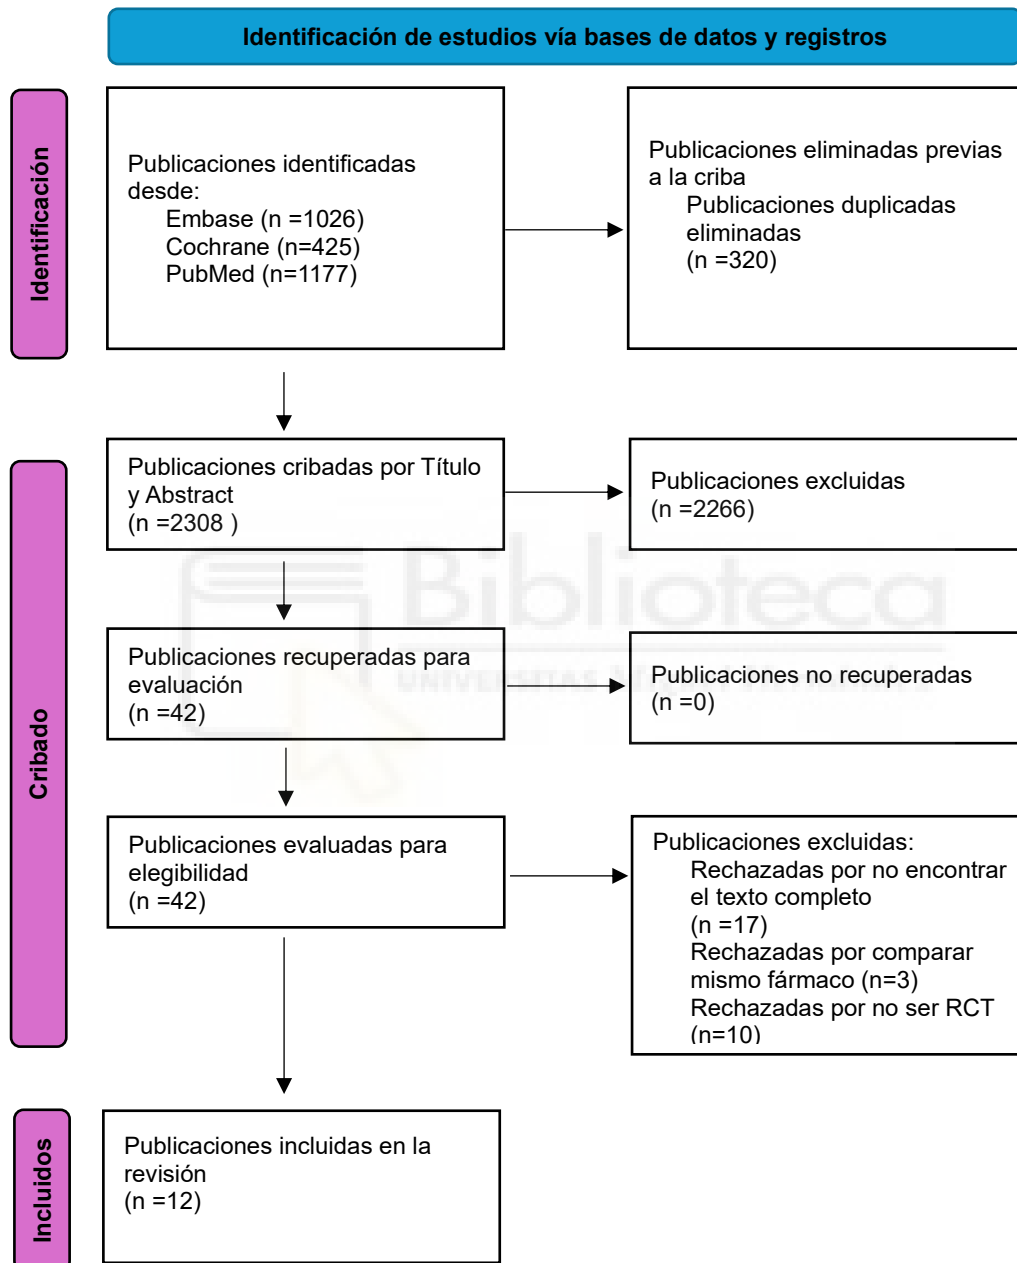 Identificación de estudios vía bases de datos y registros
Identificación
Publicaciones identificadas
desde:
Embase (n =1026)
Cochrane (n=425)
PubMed (n=1177)
Publicaciones eliminadas previas
a la criba
Publicaciones duplicadas
eliminadas
(n =320)
Cribado
Publicaciones cribadas por Título
y Abstract
(n =2308 )
Publicaciones excluidas
(n =2266)
Biblioteca
UNIVERSITAS Miguel Hernández
Publicaciones recuperadas para
evaluación
(n =42)
Publicaciones no recuperadas
(n =0)
Publicaciones evaluadas para
elegibilidad
(n =42)
Publicaciones excluidas:
Rechazadas por no encontrar
el texto completo
(n =17)
Rechazadas por comparar
mismo fármaco (n=3)
Rechazadas por no ser RCT
(n=10)
Incluidos
Publicaciones incluidas en la
revisión
(n =12)